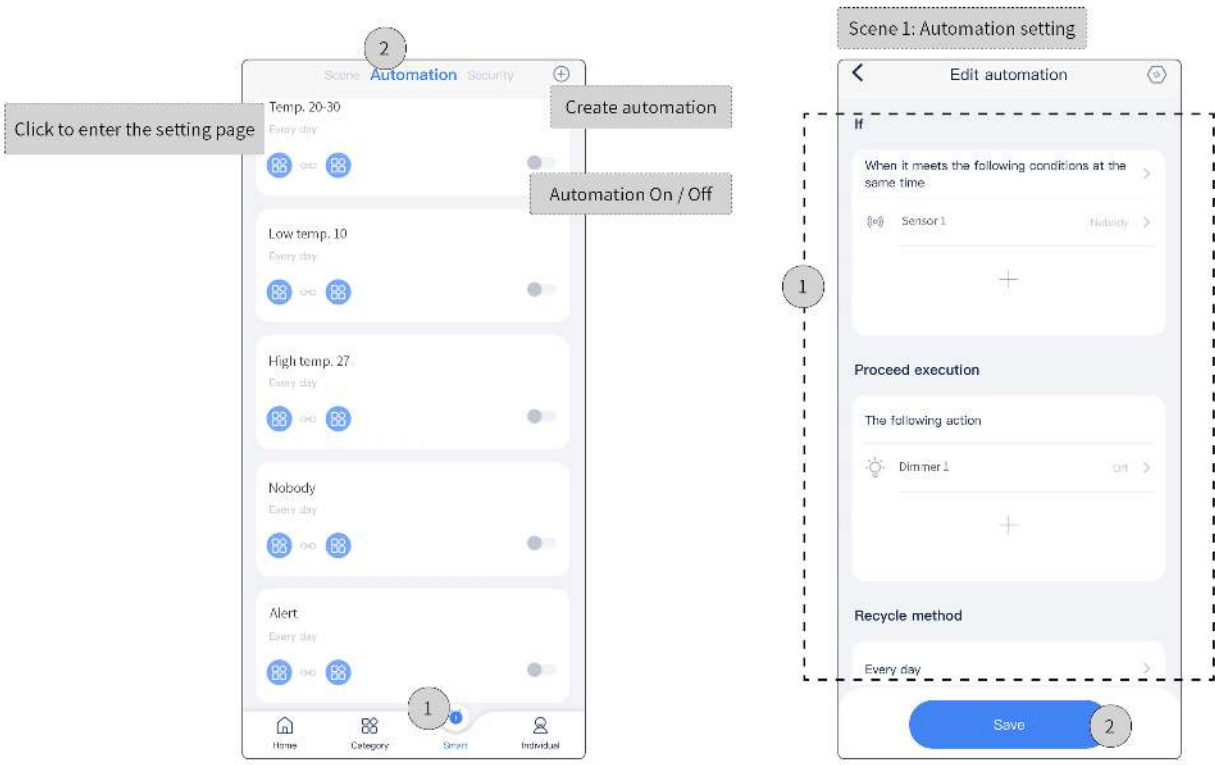 2
Scene Automation Security
Click to enter the setting page
Temp. 20-30
Every day
Create automation
Automation On / Off
Low temp. 10
Every day
High temp. 27
Every day
Nobody
Every day
Alert
Every day
1
Home
Category
Smart
Individual
Scene 1: Automation setting
Edit automation
If
When it meets the following conditions at the
same time
Sensor 1
Nobody
1
Proceed execution
The following action
Dimmer 1
Off
Recycle method
Every day
Save
2